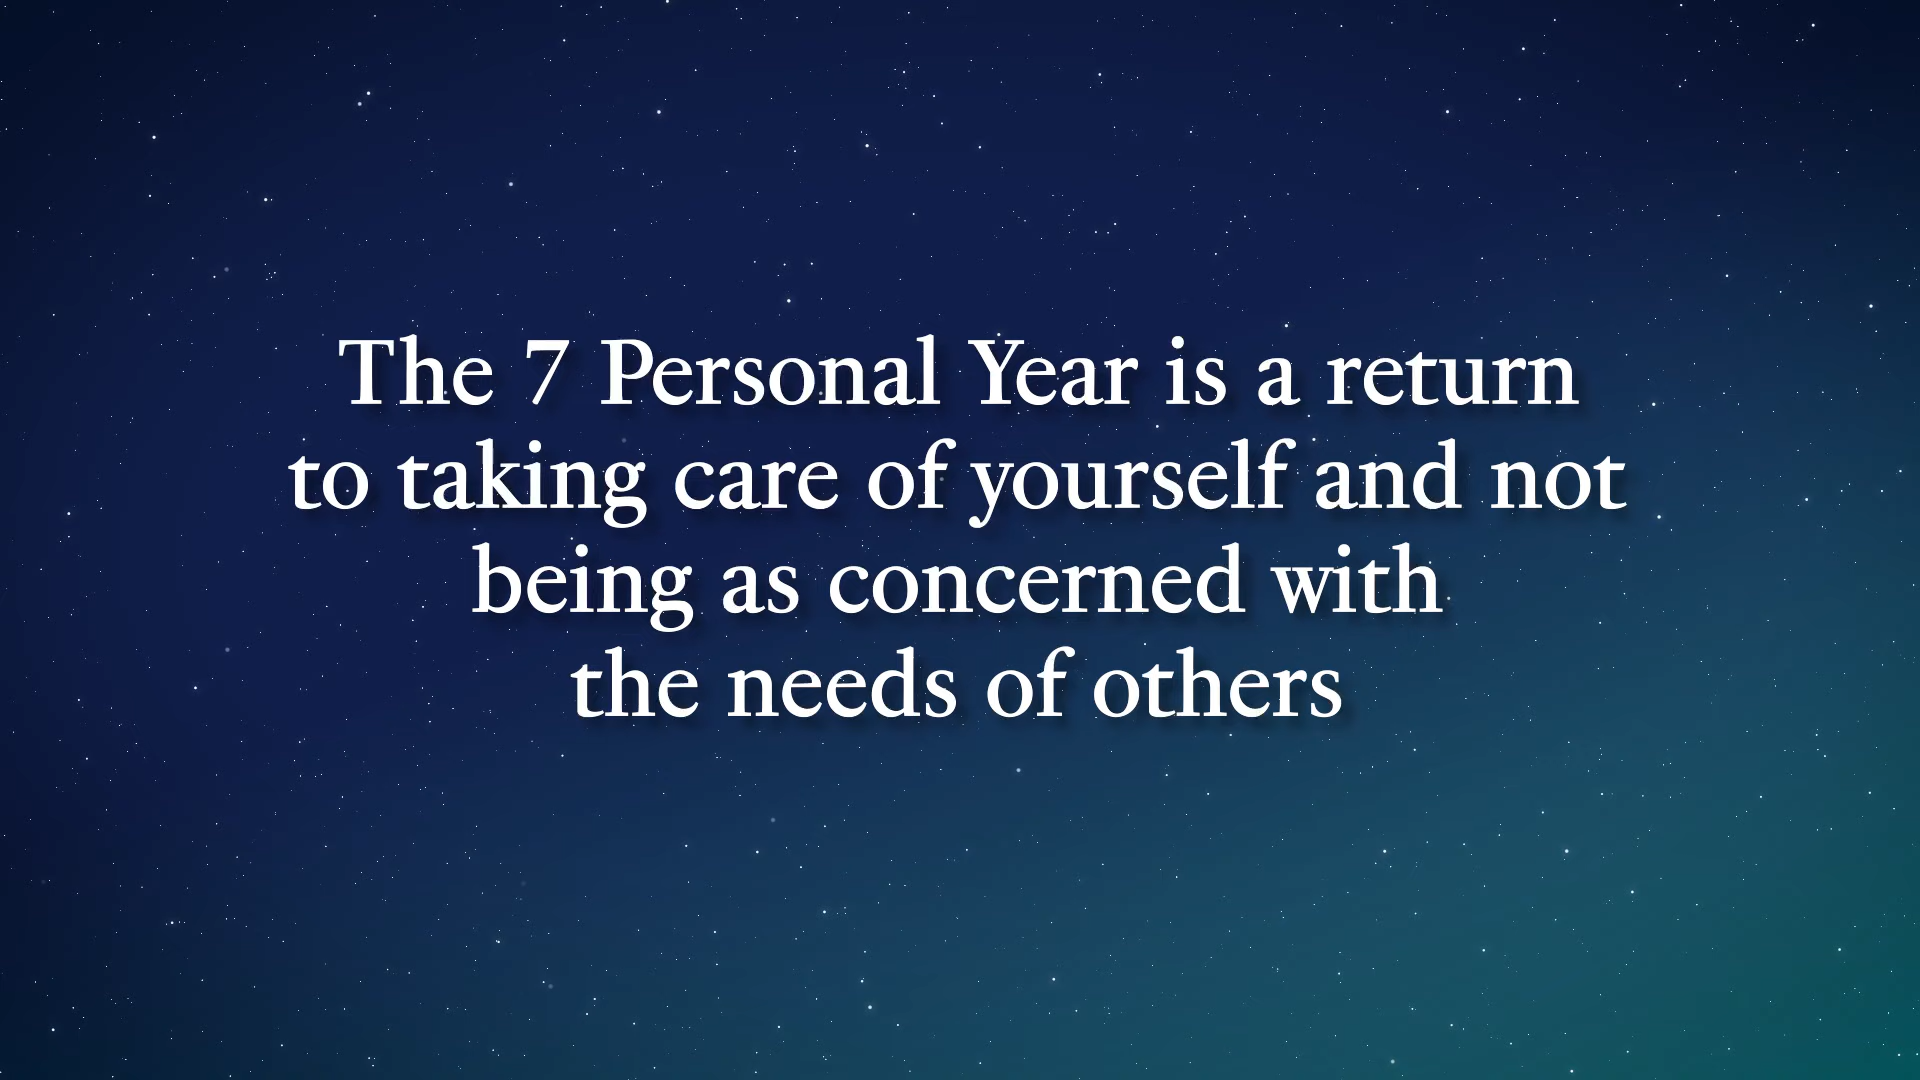 The 7 Personal Year is a return
to taking care of yourself and not
being as concerned with
the needs of others